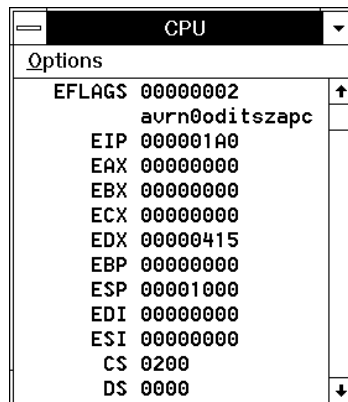 CPU
Options
EFLAGS 00000002
avrn0oditszapc
EIP 000001A0
EAX 00000000
EBX 00000000
ECX 00000000
EDX 00000415
EBP 00000000
ESP 00001000
EDI 00000000
ESI 00000000
CS 0200
DS 0000